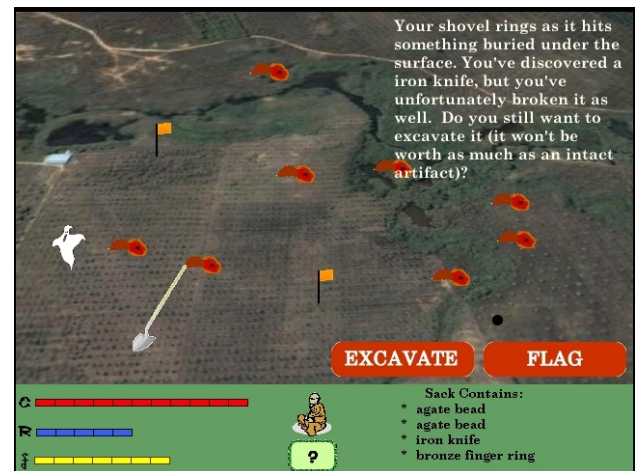 Your shovel rings as it hits
something buried under the
surface. You've discovered a
iron knife, but you've
unfortunately broken it as
well.  Do you still want to
excavate it (it won't be
worth as much as an intact
artifact)?
EXCAVATE
FLAG
C
R
$
?
Sack Contains:
* agate bead
* agate bead
* iron knife
* bronze finger ring